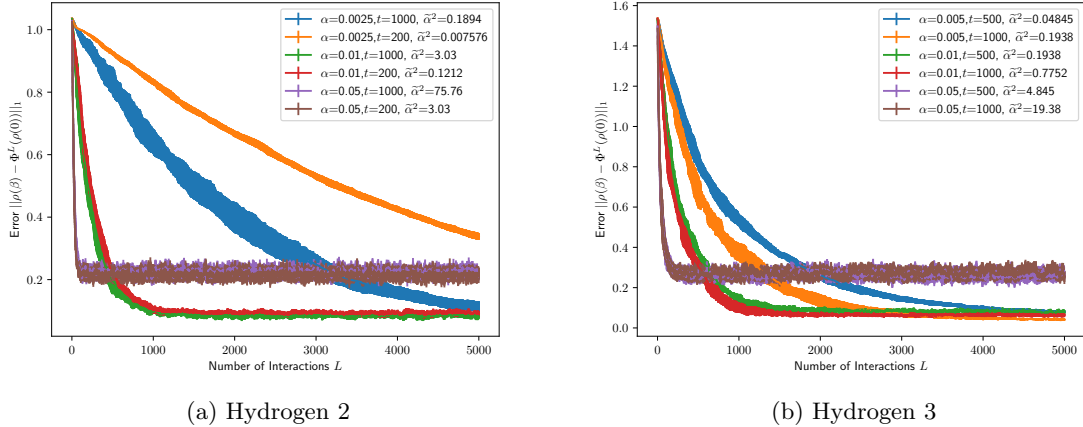 α=0.0025,t=1000, α̃²=0.1894
α=0.0025,t=200, α̃²=0.007576
α=0.01,t=1000, α̃²=3.03
α=0.01,t=200, α̃²=0.1212
α=0.05,t=1000, α̃²=75.76
α=0.05,t=200, α̃²=3.03
1.0
0.8
0.6
0.4
0.2
Error ||ρ(β) − Φ^L(ρ(0))||₁
0
1000
2000
3000
4000
5000
Number of Interactions L
(a) Hydrogen 2
α=0.005,t=500, α̃²=0.04845
α=0.005,t=1000, α̃²=0.1938
α=0.01,t=500, α̃²=0.1938
α=0.01,t=1000, α̃²=0.7752
α=0.05,t=500, α̃²=4.845
α=0.05,t=1000, α̃²=19.38
1.6
1.4
1.2
1.0
0.8
0.6
0.4
0.2
0.0
Error ||ρ(β) − Φ^L(ρ(0))||₁
0
1000
2000
3000
4000
5000
Number of Interactions L
(b) Hydrogen 3